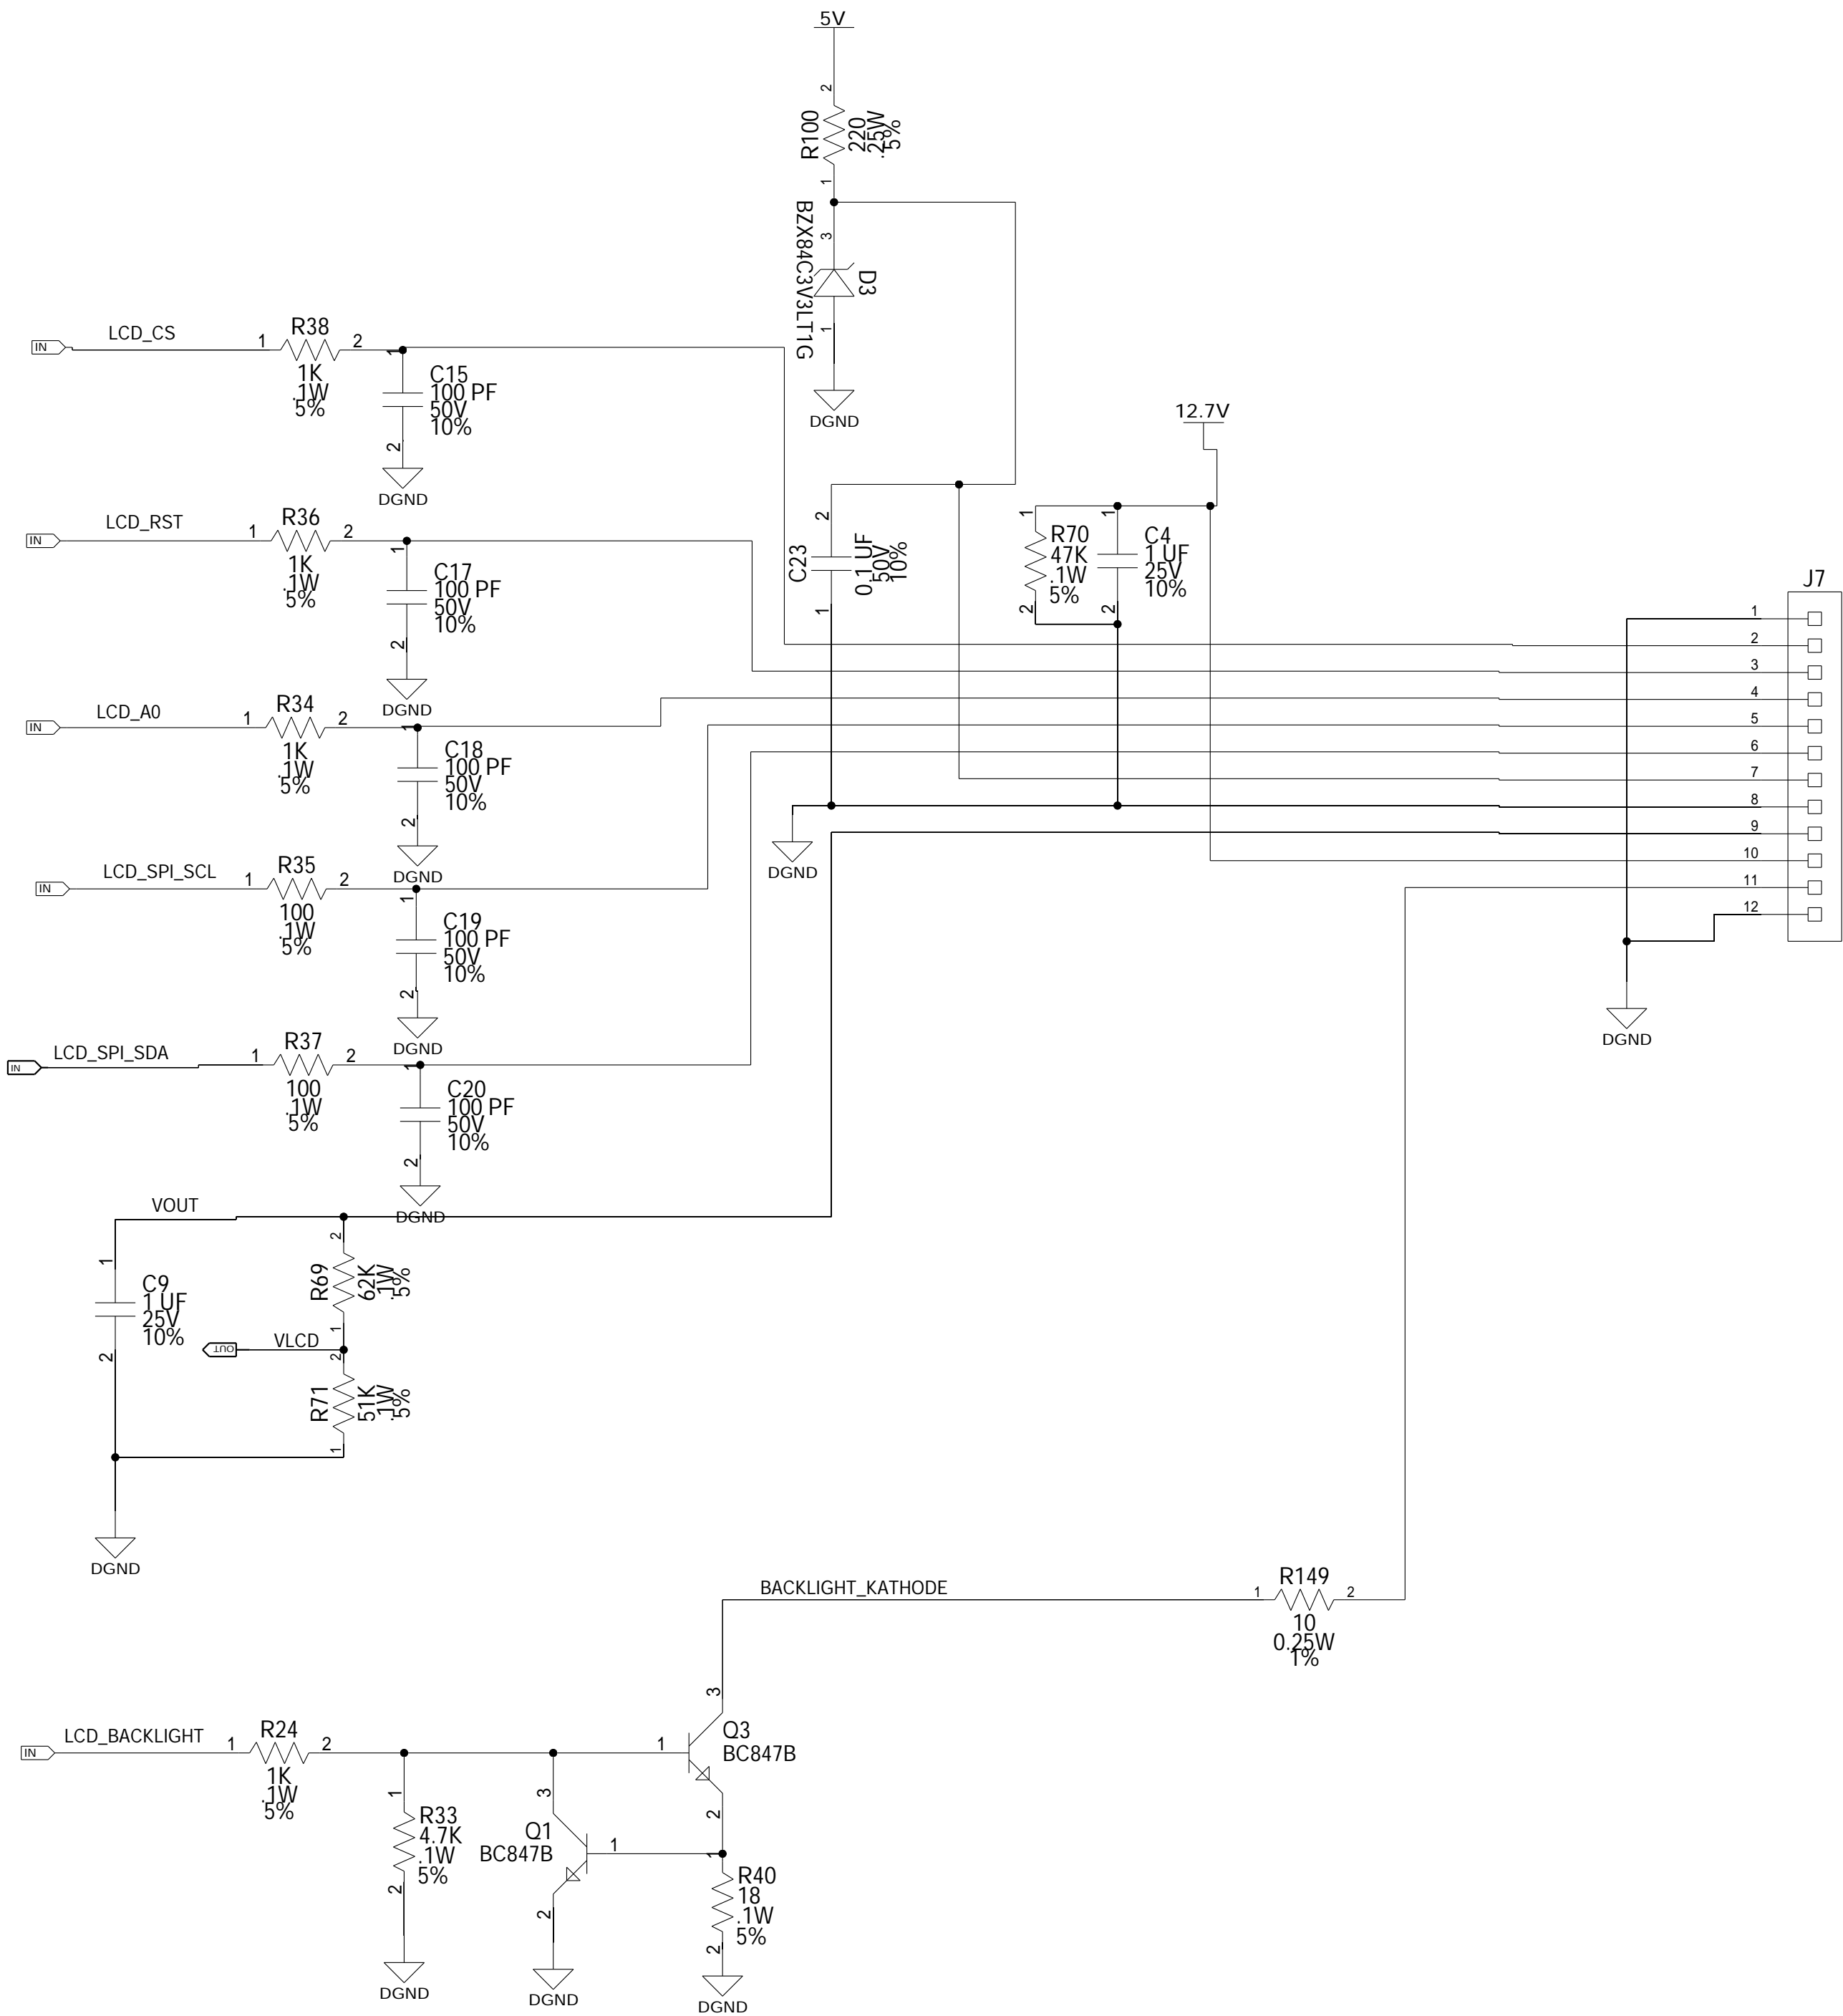 5V
2
R100
220
.25W
5%
1
BZX84C3V3LT1G
3
D3
1
DGND
IN
LCD_CS
1
R38
2
1K
.1W
5%
1
C15
100 PF
50V
10%
2
DGND
12.7V
IN
LCD_RST
1
R36
2
1K
.1W
5%
1
C17
100 PF
50V
10%
2
DGND
2
C23
0.1 UF
50V
10%
1
1
R70
47K
.1W
5%
2
1
C4
1 UF
25V
10%
2
J7
1
2
3
4
5
6
7
8
9
10
11
12
DGND
IN
LCD_A0
1
R34
2
1K
.1W
5%
1
C18
100 PF
50V
10%
2
DGND
DGND
IN
LCD_SPI_SCL
1
R35
2
100
.1W
5%
1
C19
100 PF
50V
10%
2
DGND
IN
LCD_SPI_SDA
1
R37
2
100
.1W
5%
1
C20
100 PF
50V
10%
2
DGND
VOUT
1
C9
1 UF
25V
10%
2
2
R69
62K
.1W
5%
1
OUT
VLCD
2
R71
51K
.1W
5%
1
DGND
BACKLIGHT_KATHODE
1
R149
2
10
0.25W
1%
IN
LCD_BACKLIGHT
1
R24
2
1K
.1W
5%
1
R33
4.7K
.1W
5%
2
DGND
3
Q1
BC847B
1
2
DGND
3
1
Q3
BC847B
2
1
R40
18
.1W
5%
2
DGND